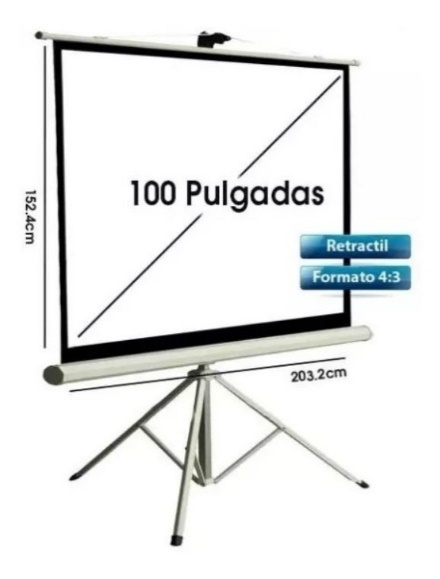 152.4cm
100 Pulgadas
Retractil
Formato 4:3
203.2cm